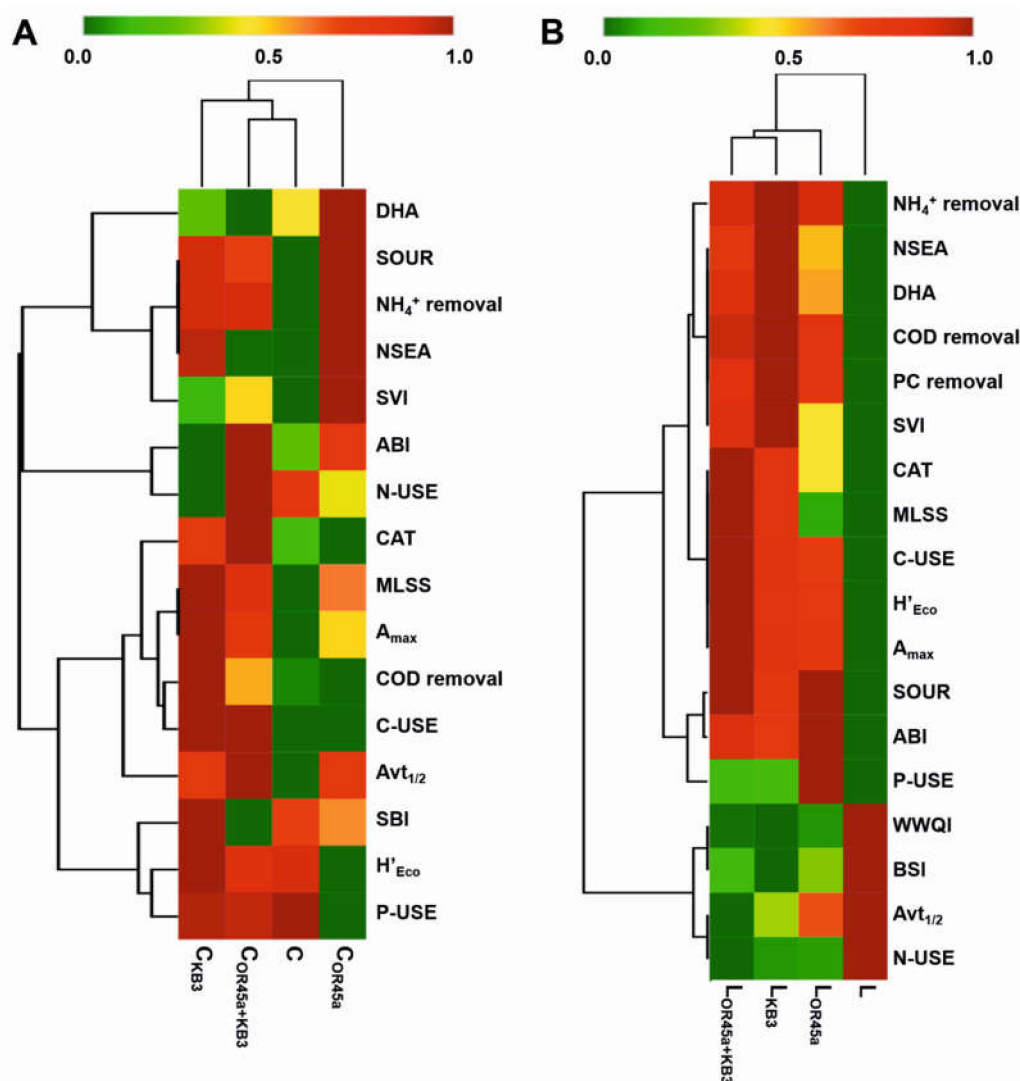 A
0.0 0.5 1.0
DHA
SOUR
NH₄⁺ removal
NSEA
SVI
ABI
N-USE
CAT
MLSS
Aₘₐₓ
COD removal
C-USE
Avt₁/₂
SBI
H'Eco
P-USE
CKB3
COR45a+KB3
C
COR45a
B
0.0 0.5 1.0
NH₄⁺ removal
NSEA
DHA
COD removal
PC removal
SVI
CAT
MLSS
C-USE
H'Eco
Aₘₐₓ
SOUR
ABI
P-USE
WWQI
BSI
Avt₁/₂
N-USE
LOR45a+KB3
LKB3
LOR45a
L